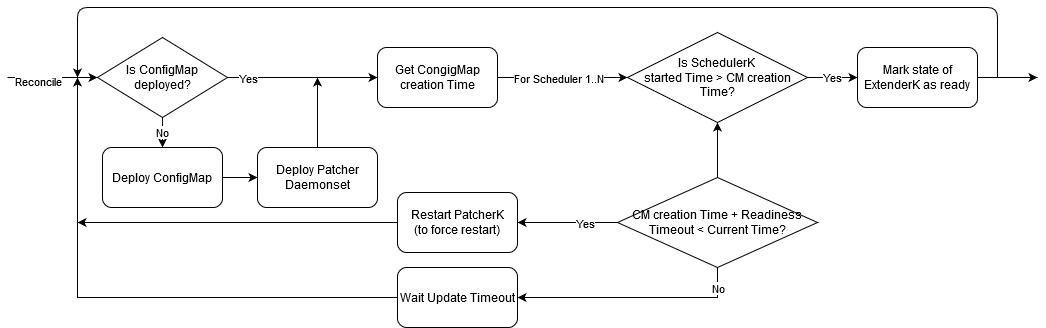 Reconcile
Is ConfigMap
deployed?
Yes
No
Deploy ConfigMap
Deploy Patcher
Daemonset
Get CongigMap
creation Time
For Scheduler 1..N
Is SchedulerK
started Time > CM creation
Time?
Yes
Mark state of
ExtenderK as ready
CM creation Time + Readiness
Timeout < Current Time?
Yes
Restart PatcherK
(to force restart)
No
Wait Update Timeout